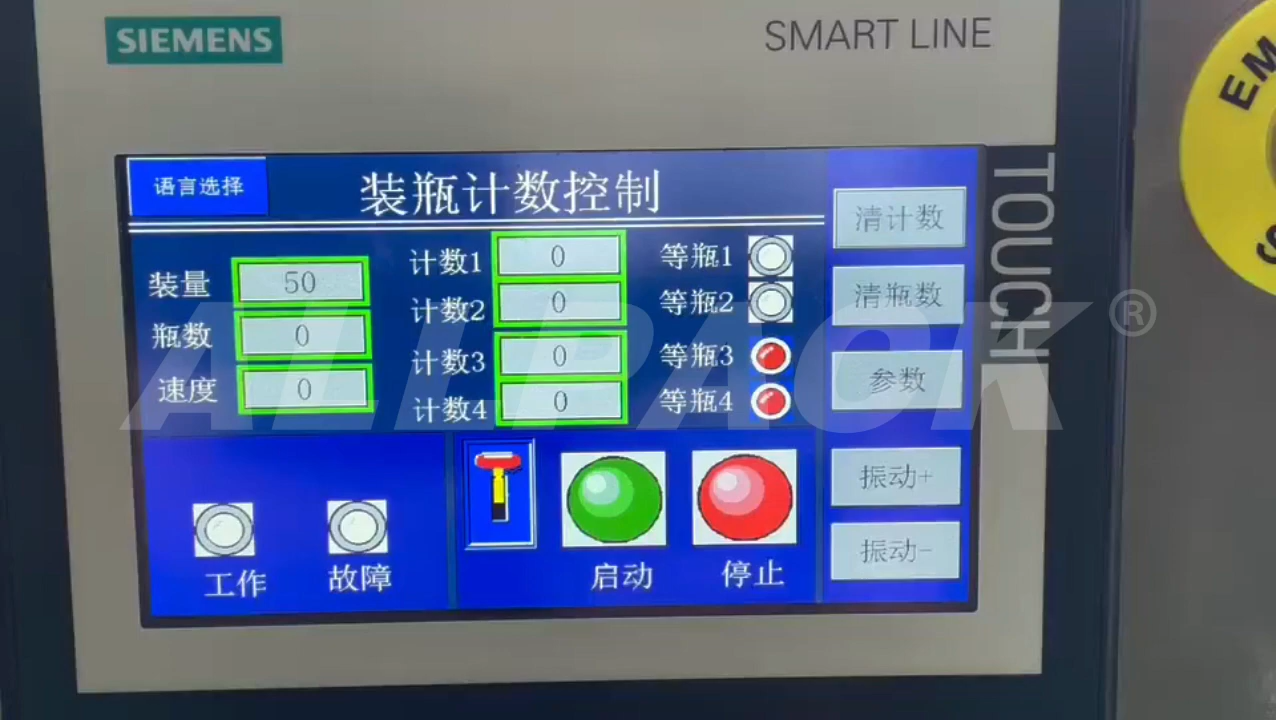 SIEMENS
SMART LINE
TOUCH
语言选择
装瓶计数控制
装量 50
瓶数 0
速度 0
计数1 0
计数2 0
计数3 0
计数4 0
等瓶1
等瓶2
等瓶3
等瓶4
清计数
清瓶数
参数
振动+
振动-
工作
故障
启动
停止
ALLPACK®